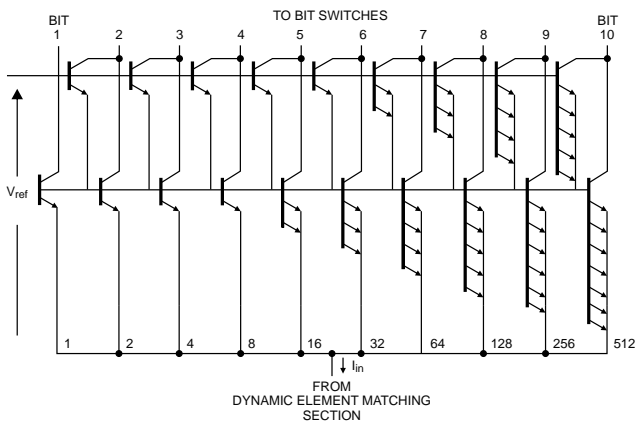 TO BIT SWITCHES
BIT BIT
1 2 3 4 5 6 7 8 9 10
Vref
1 2 4 8 16 32 64 128 256 512
Iin
FROM
DYNAMIC ELEMENT MATCHING
SECTION